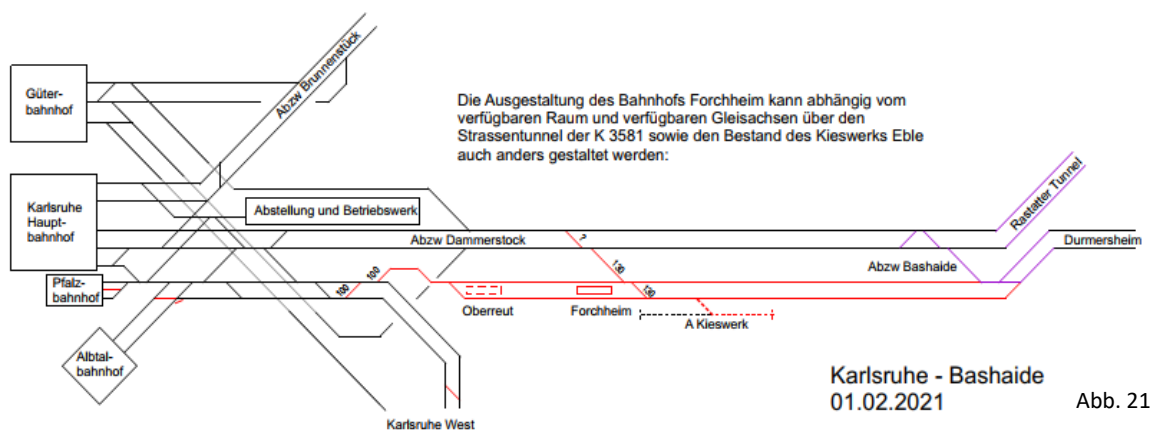 Abzw Brunnenstück
Güter-
bahnhof
Die Ausgestaltung des Bahnhofs Forchheim kann abhängig vom
verfügbaren Raum und verfügbaren Gleisachsen über den
Strassentunnel der K 3581 sowie den Bestand des Kieswerks Eble
auch anders gestaltet werden:
Rastatter Tunnel
Karlsruhe
Haupt-
bahnhof
Abstellung und Betriebswerk
Abzw Dammerstock
?
Durmersheim
Abzw Bashaide
130
Pfalz-
bahnhof
100
100
130
Oberreut
Forchheim
A Kieswerk
Albtal-
bahnhof
Karlsruhe - Bashaide
01.02.2021
Abb. 21
Karlsruhe West